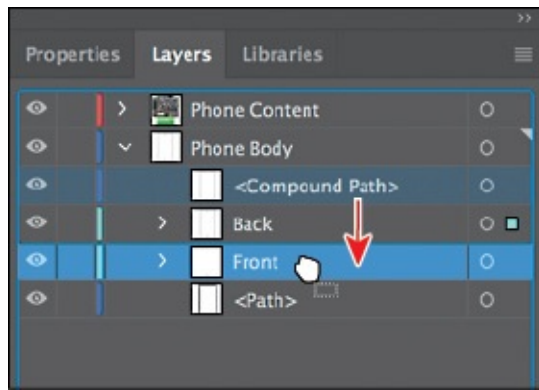 Properties Layers Libraries
Phone Content
Phone Body
<Compound Path>
Back
Front
<Path>